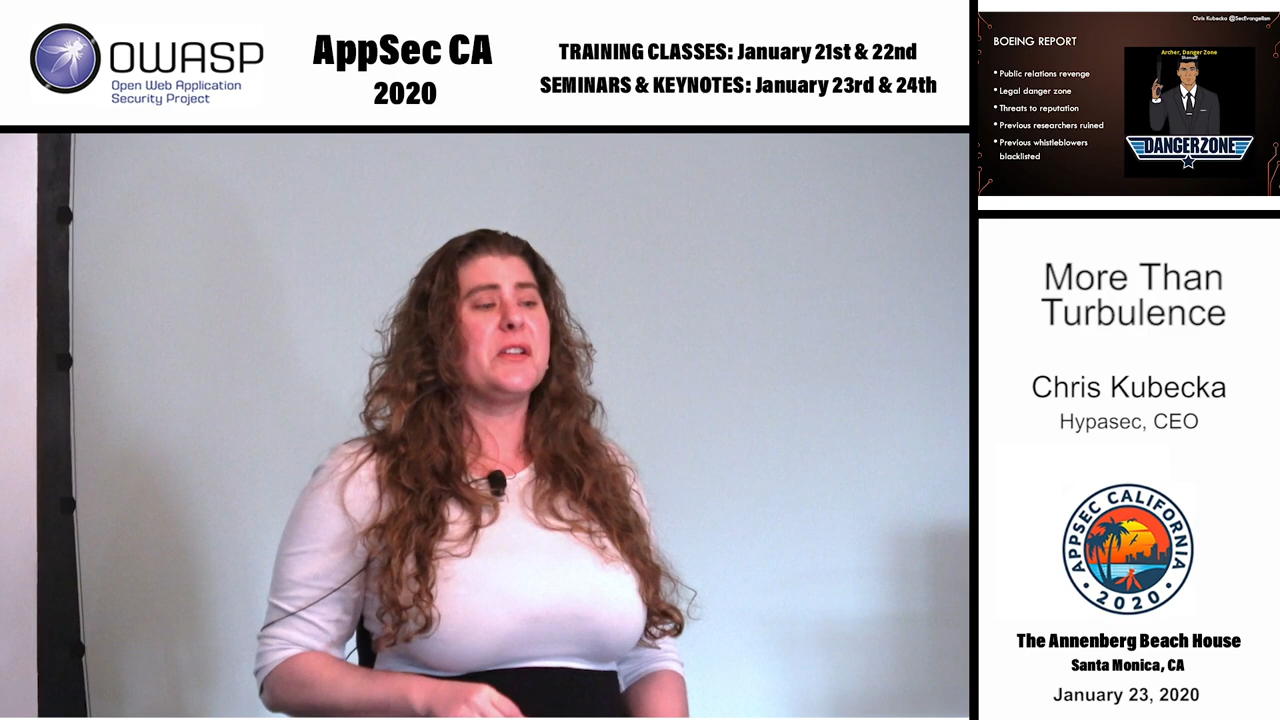 OWASP
Open Web Application
Security Project
AppSec CA
2020
TRAINING CLASSES: January 21st & 22nd
SEMINARS & KEYNOTES: January 23rd & 24th
Chris Kubecka @SecEvangelism
BOEING REPORT
• Public relations revenge
• Legal danger zone
• Threats to reputation
• Previous researchers ruined
• Previous whistleblowers
blacklisted
Archer, Danger Zone
DANGERZONE
More Than
Turbulence
Chris Kubecka
Hypasec, CEO
APPSEC CALIFORNIA
• 2020 •
The Annenberg Beach House
Santa Monica, CA
January 23, 2020